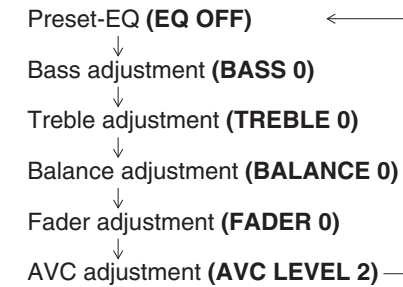 Preset-EQ (EQ OFF)
Bass adjustment (BASS 0)
Treble adjustment (TREBLE 0)
Balance adjustment (BALANCE 0)
Fader adjustment (FADER 0)
AVC adjustment (AVC LEVEL 2)